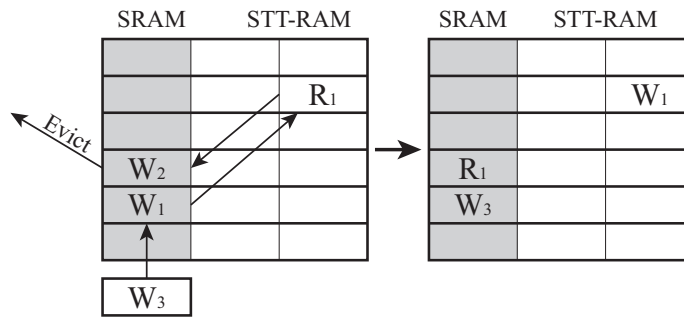 SRAM STT-RAM SRAM STT-RAM
R1 W1
Evict
W2 R1
W1 W3
W3